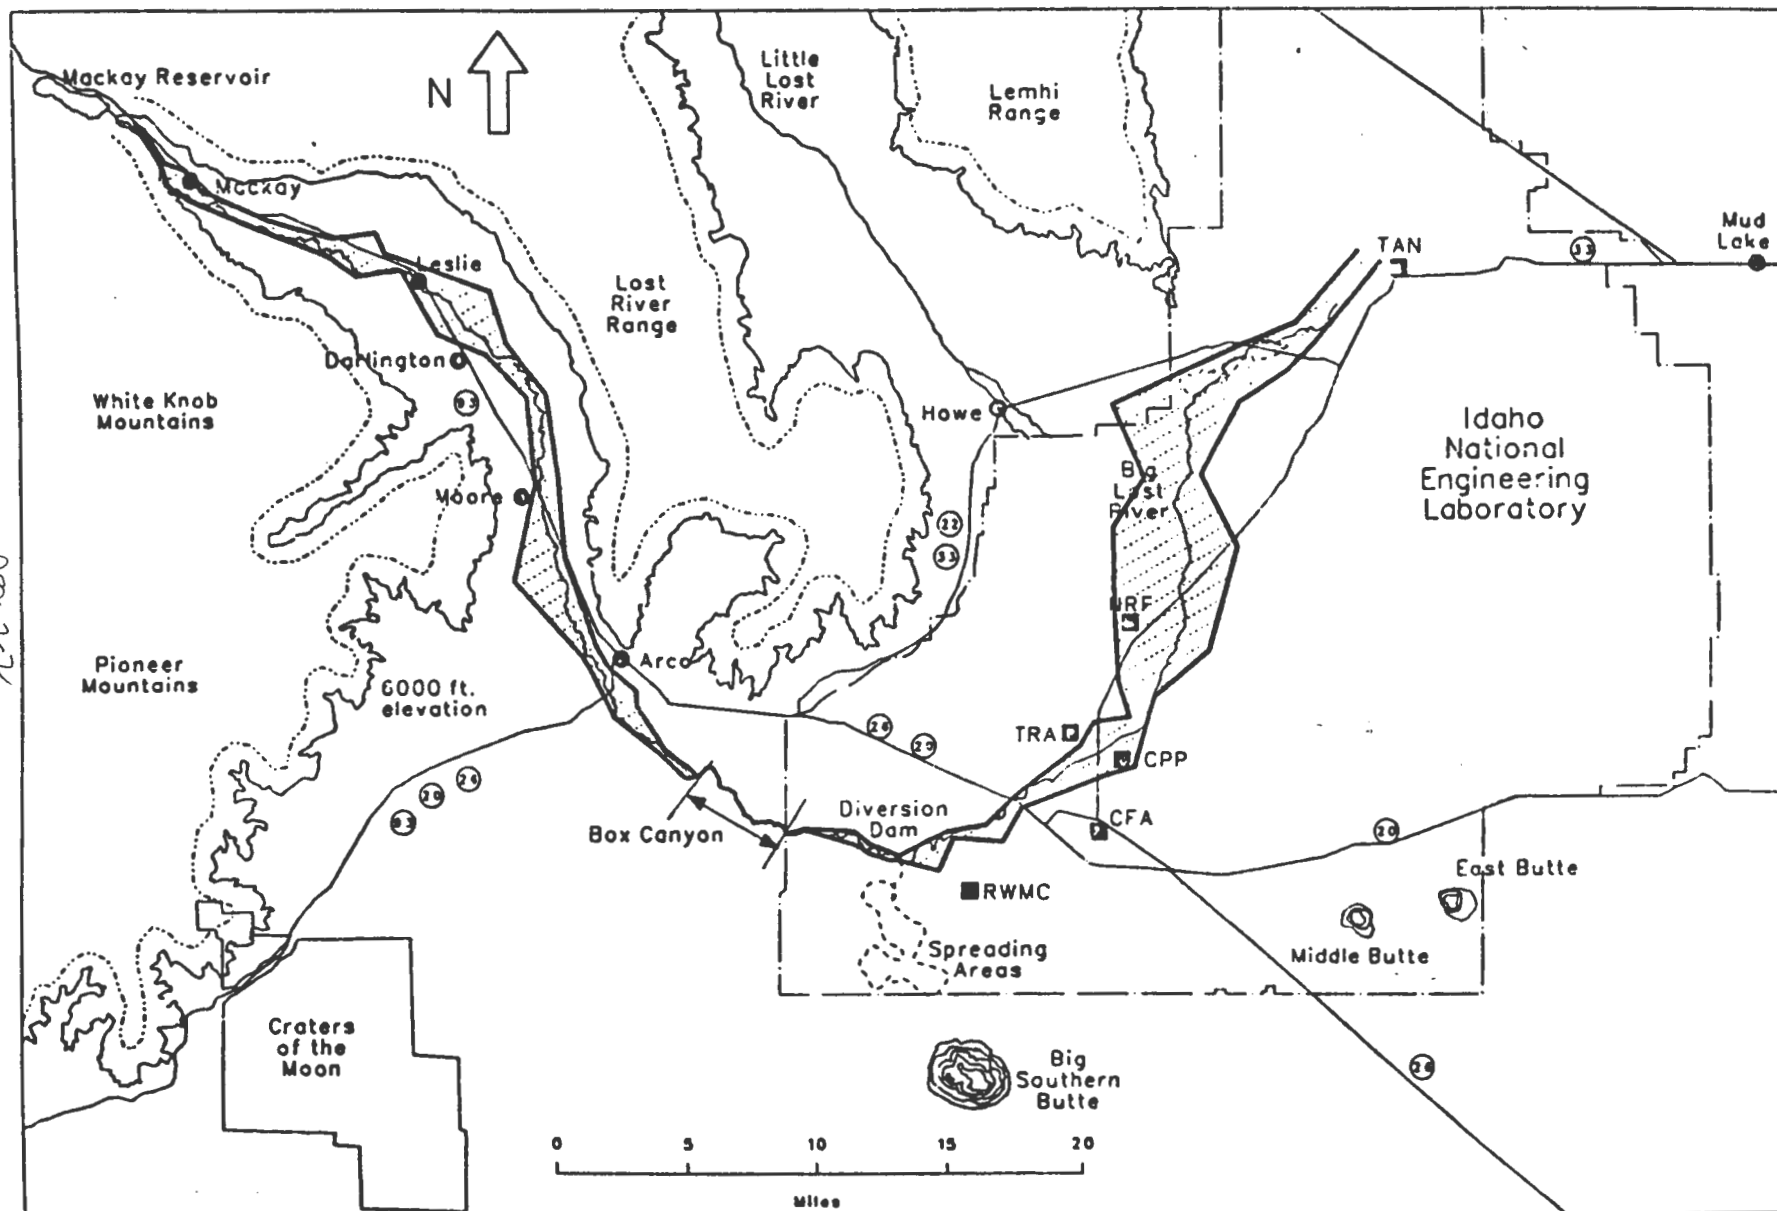 Mackay Reservoir
N
Little
Lost
River
Lemhi
Range
Mackay
Mud
Lake
TAN
33
Leslie
Lost
River
Range
Darlington
93
White Knob
Mountains
Howe
Idaho
National
Engineering
Laboratory
Big
Lost
River
Moore
22
33
NRF
Arco
Pioneer
Mountains
6000 ft.
elevation
26
20
TRA
CPP
93
20
26
Box Canyon
Diversion
Dam
CFA
20
East Butte
RWMC
Middle Butte
Spreading
Areas
Craters
of the
Moon
Big
Southern
Butte
26
0 5 10 15 20
Miles